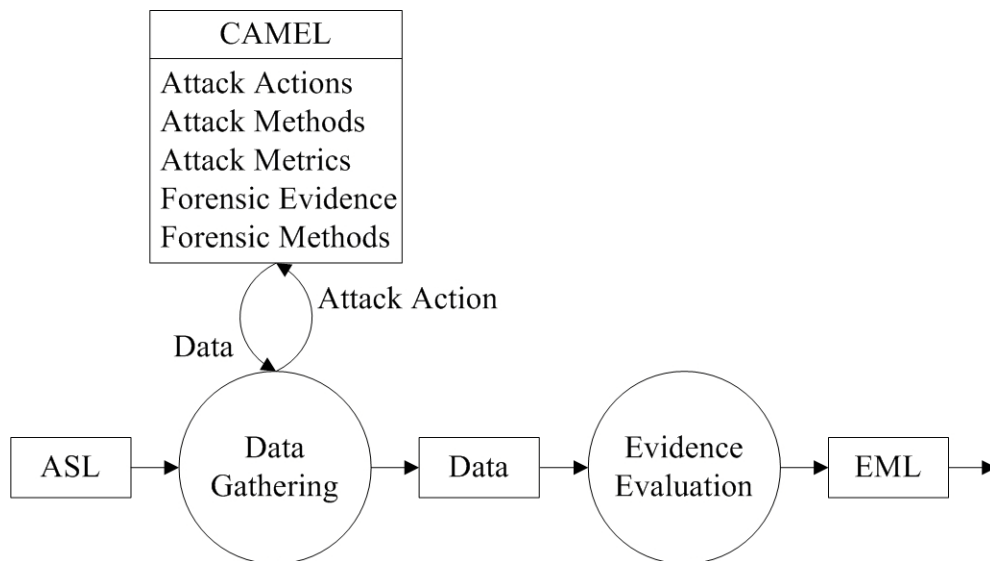 CAMEL
Attack Actions
Attack Methods
Attack Metrics
Forensic Evidence
Forensic Methods
Attack Action
Data
ASL
Data
Gathering
Data
Evidence
Evaluation
EML